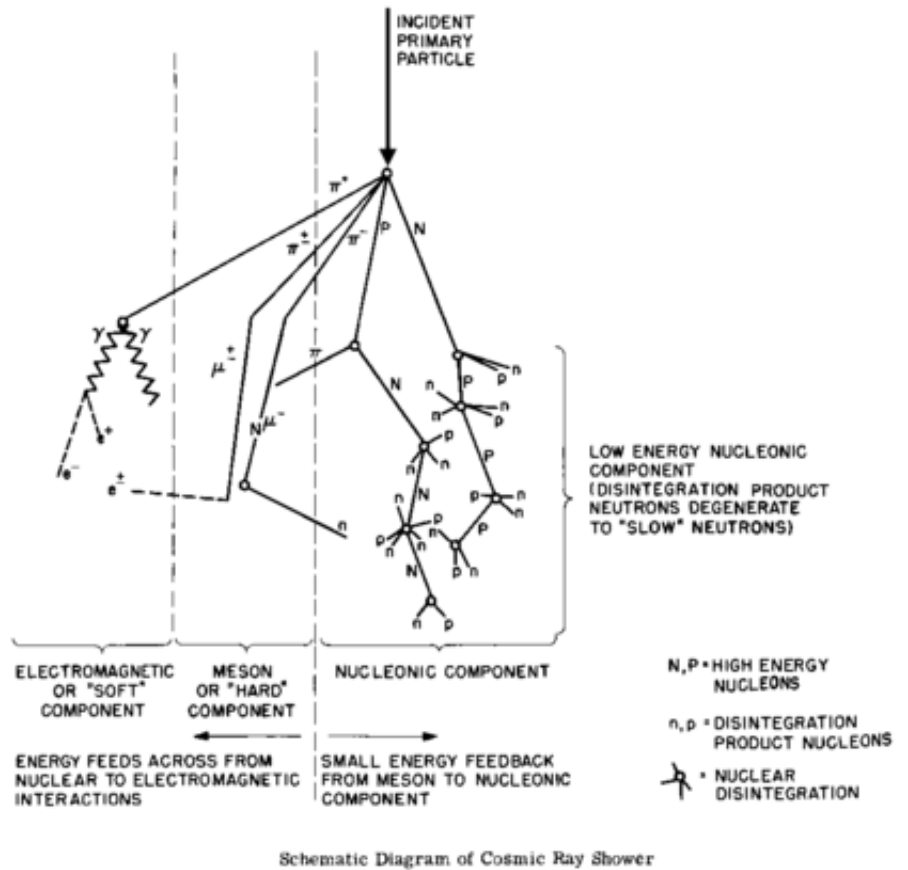 INCIDENT
PRIMARY
PARTICLE
π°
π±
π⁻
p
N
γ γ
μ±
π
N
μ⁻
e⁺
e⁻
e±
n
N
p
n n
N
n
p
p
n
n
N
n p
n
p
P
n
n
n
p
P
p
n
n
n
P
p n
LOW ENERGY NUCLEONIC
COMPONENT
(DISINTEGRATION PRODUCT
NEUTRONS DEGENERATE
TO "SLOW" NEUTRONS)
ELECTROMAGNETIC
OR "SOFT"
COMPONENT
MESON
OR "HARD"
COMPONENT
NUCLEONIC COMPONENT
ENERGY FEEDS ACROSS FROM
NUCLEAR TO ELECTROMAGNETIC
INTERACTIONS
SMALL ENERGY FEEDBACK
FROM MESON TO NUCLEONIC
COMPONENT
N,P = HIGH ENERGY
NUCLEONS
n,p = DISINTEGRATION
PRODUCT NUCLEONS
= NUCLEAR
DISINTEGRATION
Schematic Diagram of Cosmic Ray Shower